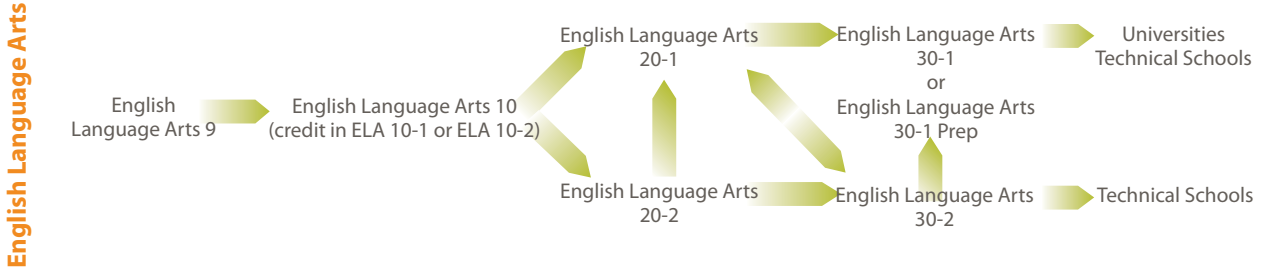 English Language Arts
English
Language Arts 9
English Language Arts 10
(credit in ELA 10-1 or ELA 10-2)
English Language Arts
20-1
English Language Arts
20-2
English Language Arts
30-1
or
English Language Arts
30-1 Prep
English Language Arts
30-2
Universities
Technical Schools
Technical Schools